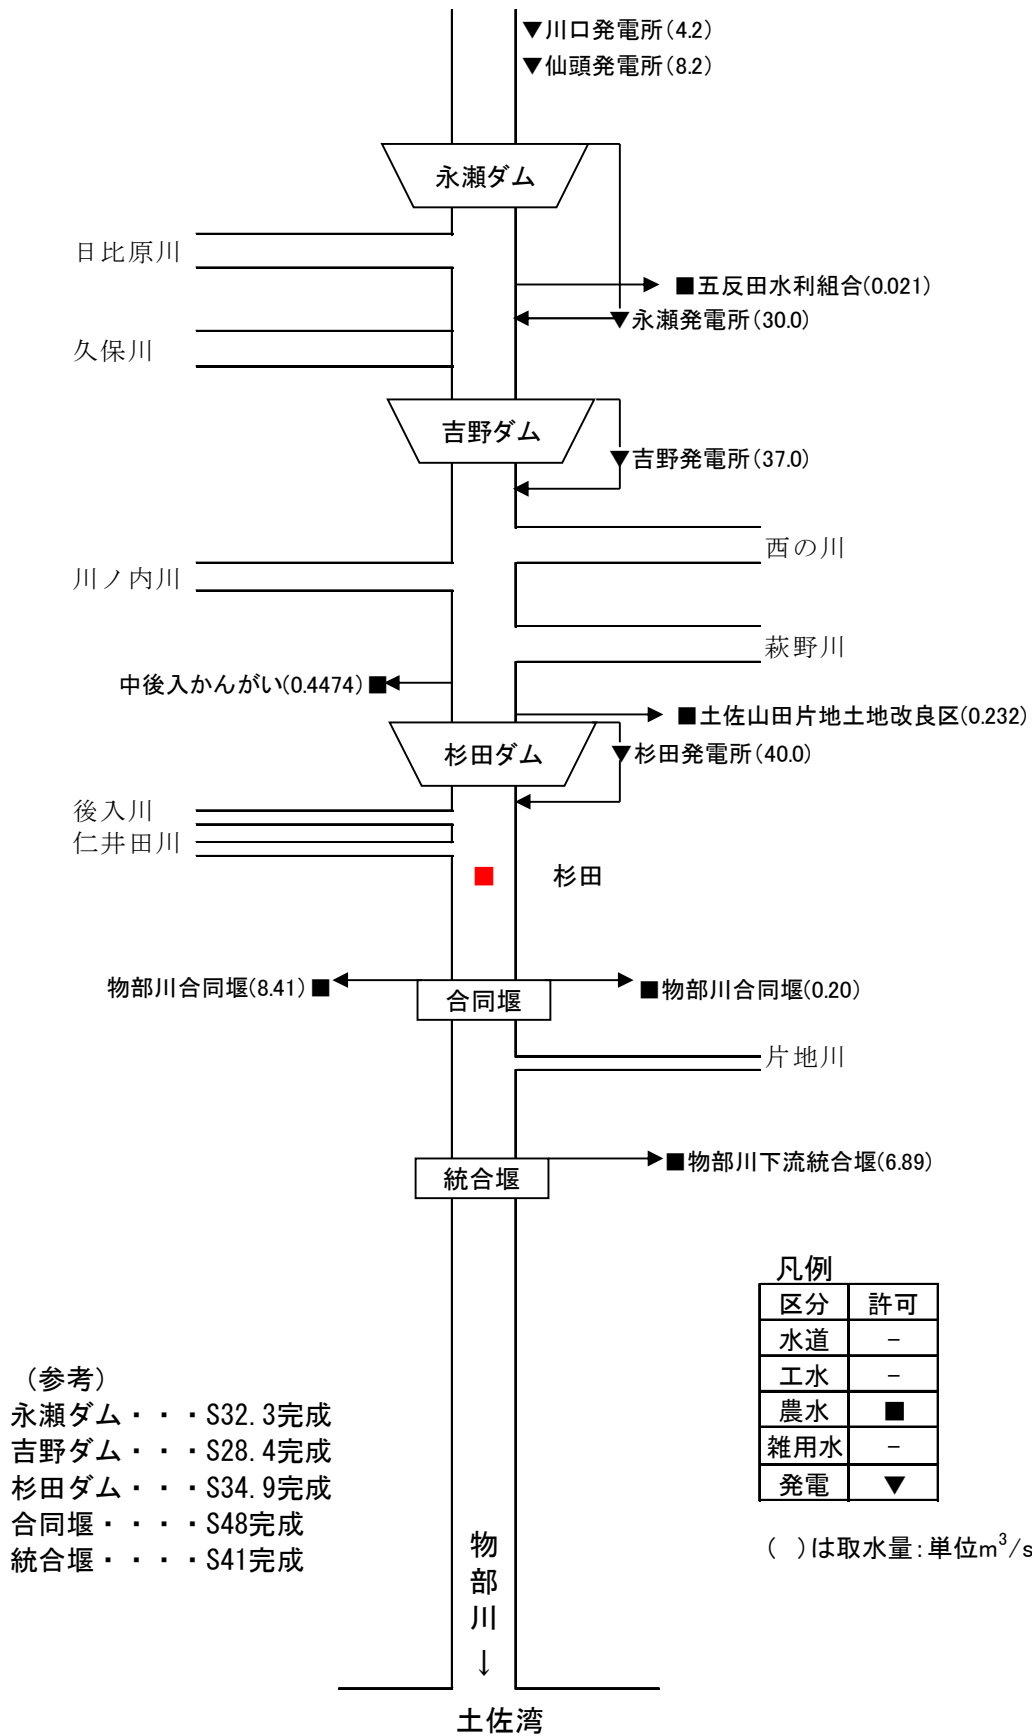 ▼川口発電所(4.2)
▼仙頭発電所(8.2)
永瀬ダム
日比原川
■五反田水利組合(0.021)
▼永瀬発電所(30.0)
久保川
吉野ダム
▼吉野発電所(37.0)
西の川
川ノ内川
萩野川
中後入かんがい(0.4474)■
■土佐山田片地土地改良区(0.232)
杉田ダム
▼杉田発電所(40.0)
後入川
仁井田川
■ 杉田
物部川合同堰(8.41)■
■物部川合同堰(0.20)
合同堰
片地川
■物部川下流統合堰(6.89)
統合堰
凡例
区分 許可
水道 −
工水 −
農水 ■
雑用水 −
発電 ▼
( )は取水量:単位m³/s
(参考)
永瀬ダム・・・S32.3完成
吉野ダム・・・S28.4完成
杉田ダム・・・S34.9完成
合同堰・・・・S48完成
統合堰・・・・S41完成
物部川↓
土佐湾